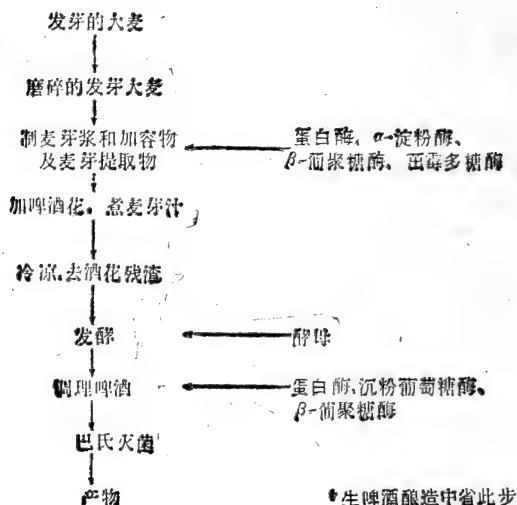 发芽的大麦
磨碎的发芽大麦
制麦芽浆和加容物
及麦芽提取物
蛋白酶、α-淀粉酶、
β-葡聚糖酶、茁霉多糖酶
加啤酒花。煮麦芽汁
冷凉、去酒花残渣
发酵
酵母
调理啤酒
蛋白酶、沉粉葡萄糖酶、
β-葡聚糖酶
巴氏灭菌*
产物
*生啤酒酿造中省此步